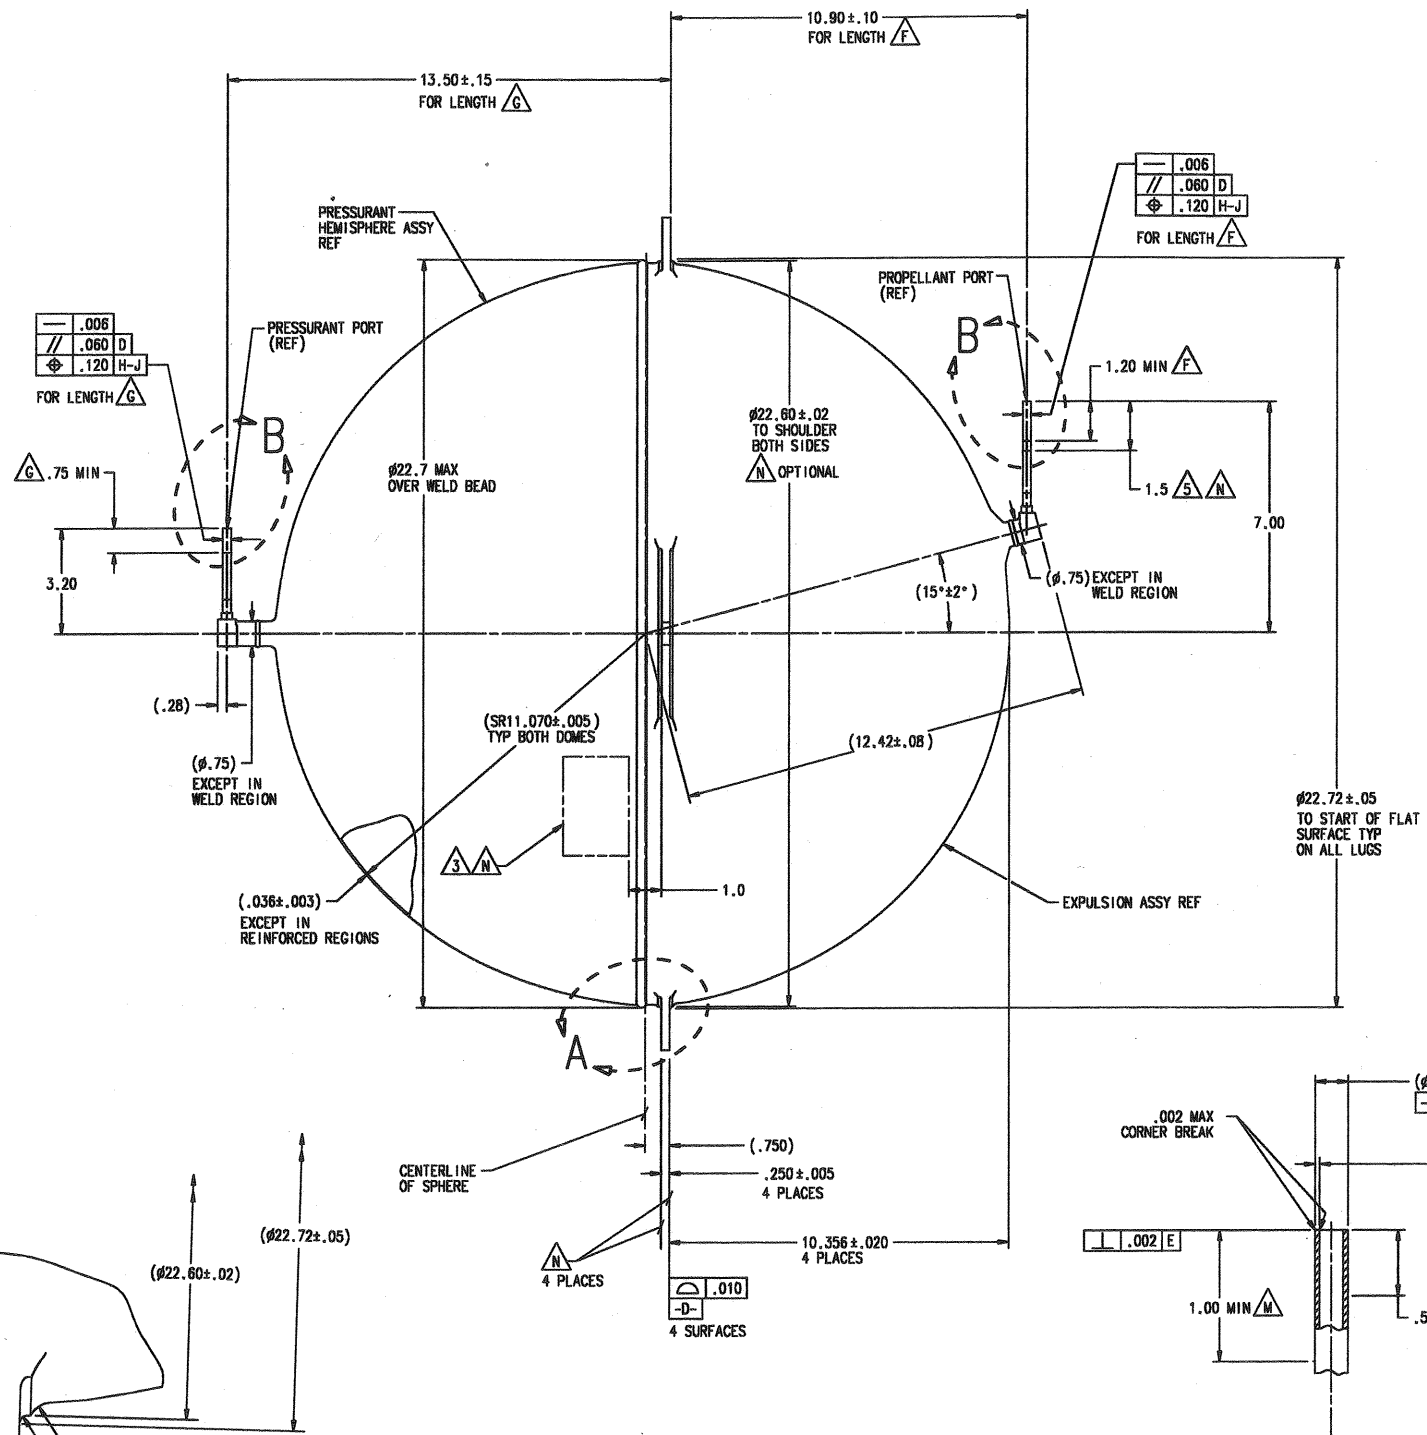 10.90±.10
FOR LENGTH F
13.50±.15
FOR LENGTH G
— .006
// .060 D
⌖ .120 H-J
FOR LENGTH F
PRESSURANT
HEMISPHERE ASSY
REF
PROPELLANT PORT
(REF)
— .006
// .060 D
⌖ .120 H-J
FOR LENGTH G
PRESSURANT PORT
(REF)
B
B
1.20 MIN F
ø22.60±.02
TO SHOULDER
BOTH SIDES
N OPTIONAL
G .75 MIN
ø22.7 MAX
OVER WELD BEAD
1.5 5 N
7.00
3.20
(ø.75) EXCEPT IN
WELD REGION
(15°±2°)
(.28)
(SR11.070±.005)
TYP BOTH DOMES
(12.42±.08)
(ø.75)
EXCEPT IN
WELD REGION
ø22.72±.05
TO START OF FLAT
SURFACE TYP
ON ALL LUGS
3 N
1.0
(.036±.003)
EXCEPT IN
REINFORCED REGIONS
EXPULSION ASSY REF
A
.002 MAX
CORNER BREAK
(ø
CENTERLINE
OF SPHERE
(.750)
.250±.005
4 PLACES
(ø22.72±.05)
(ø22.60±.02)
10.356±.020
4 PLACES
⊥ .002 E
N
4 PLACES
⌓ .010
-D-
4 SURFACES
1.00 MIN M
.5